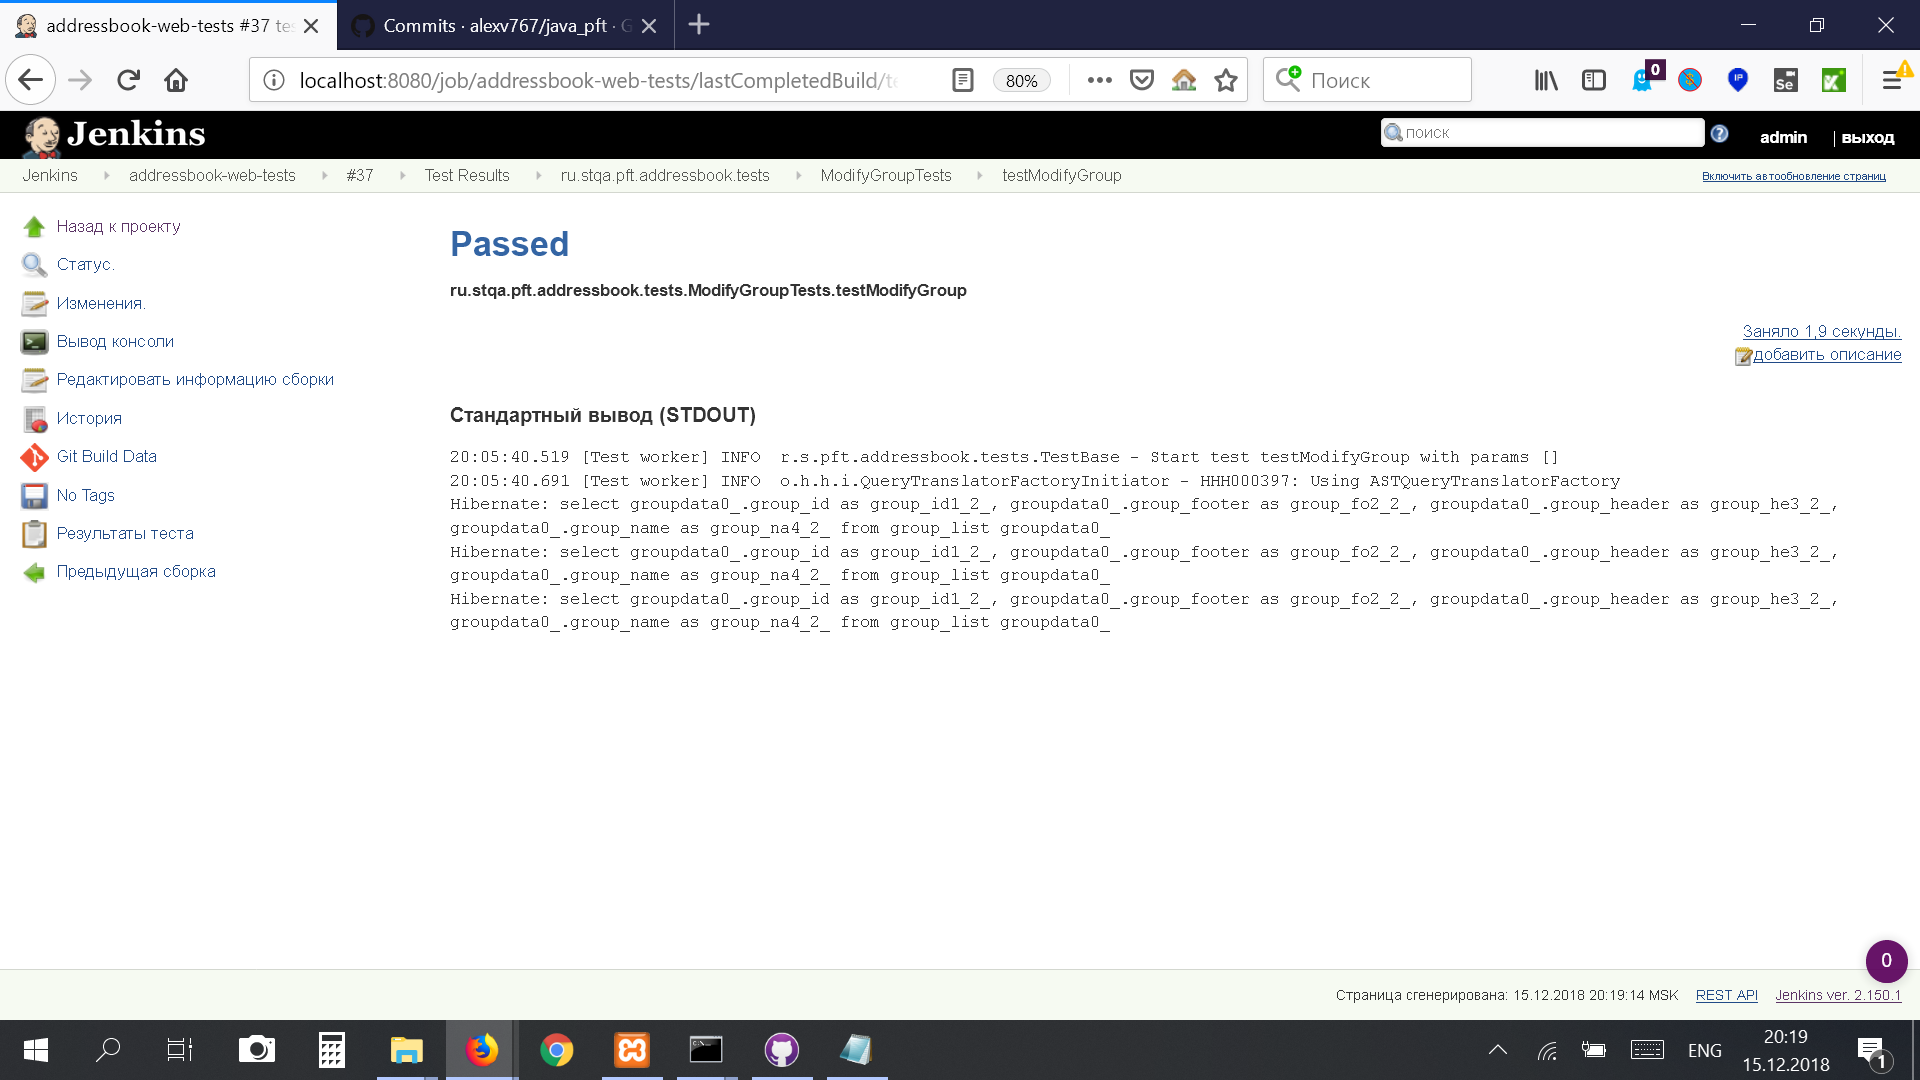 addressbook-web-tests #37
Commits · alexv767/java_pft ·
localhost:8080/job/addressbook-web-tests/lastCompletedBuild/
80%
Поиск
0
IP
Se
Jenkins
поиск
admin
выход
Jenkins
addressbook-web-tests
#37
Test Results
ru.stqa.pft.addressbook.tests
ModifyGroupTests
testModifyGroup
Включить автообновление страниц
Назад к проекту
Статус.
Изменения.
Вывод консоли
Редактировать информацию сборки
История
Git Build Data
No Tags
Результаты теста
Предыдущая сборка
Passed
ru.stqa.pft.addressbook.tests.ModifyGroupTests.testModifyGroup
Заняло 1,9 секунды.
добавить описание
Стандартный вывод (STDOUT)
20:05:40.519 [Test worker] INFO  r.s.pft.addressbook.tests.TestBase - Start test testModifyGroup with params []
20:05:40.691 [Test worker] INFO  o.h.h.i.QueryTranslatorFactoryInitiator - HHH000397: Using ASTQueryTranslatorFactory
Hibernate: select groupdata0_.group_id as group_id1_2_, groupdata0_.group_footer as group_fo2_2_, groupdata0_.group_header as group_he3_2_,
groupdata0_.group_name as group_na4_2_ from group_list groupdata0_
Hibernate: select groupdata0_.group_id as group_id1_2_, groupdata0_.group_footer as group_fo2_2_, groupdata0_.group_header as group_he3_2_,
groupdata0_.group_name as group_na4_2_ from group_list groupdata0_
Hibernate: select groupdata0_.group_id as group_id1_2_, groupdata0_.group_footer as group_fo2_2_, groupdata0_.group_header as group_he3_2_,
groupdata0_.group_name as group_na4_2_ from group_list groupdata0_
0
Страница сгенерирована: 15.12.2018 20:19:14 MSK
REST API
Jenkins ver. 2.150.1
ENG
20:19
15.12.2018
1